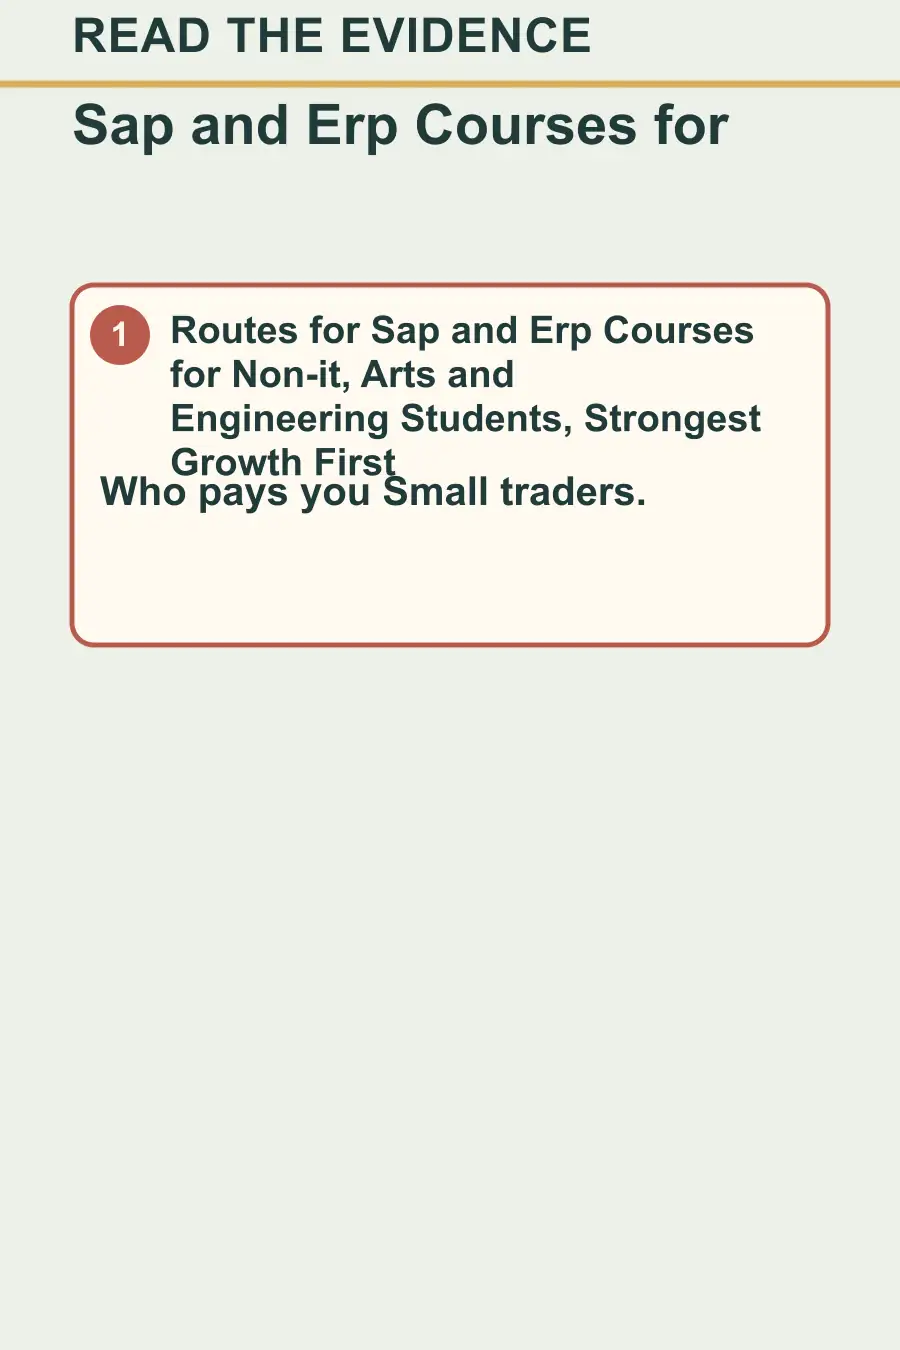 READ THE EVIDENCE
Sap and Erp Courses for
1
Routes for Sap and Erp Courses
for Non-it, Arts and
Engineering Students, Strongest
Growth First
Who pays you Small traders.